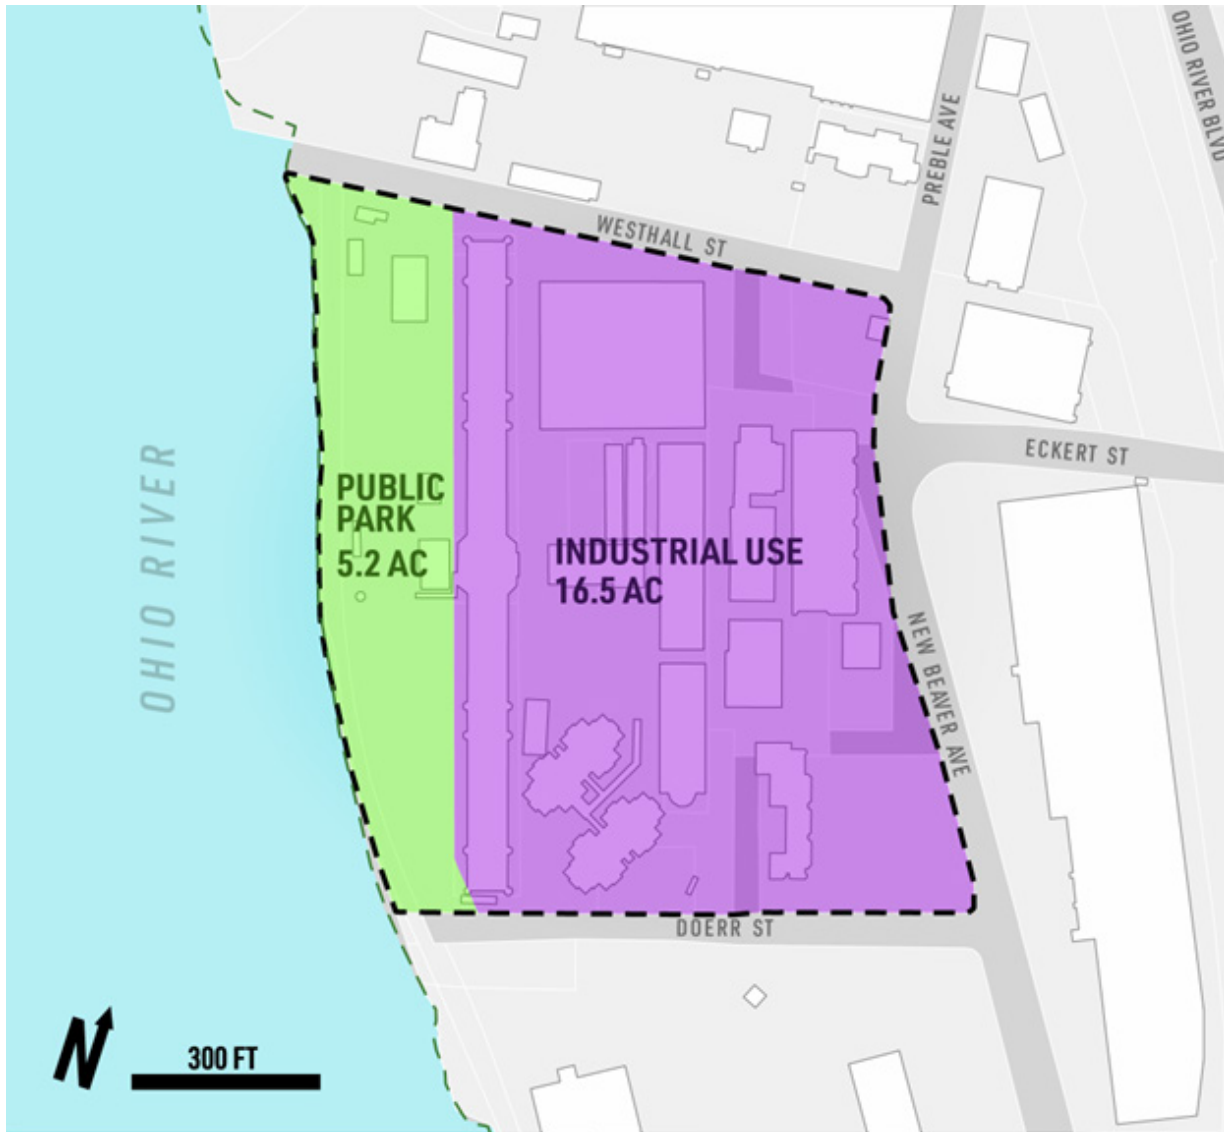 OHIO RIVER BLVD
PREBLE AVE
WESTHALL ST
ECKERT ST
OHIO RIVER
PUBLIC
PARK
5.2 AC
INDUSTRIAL USE
16.5 AC
NEW BEAVER AVE
DOERR ST
N
300 FT